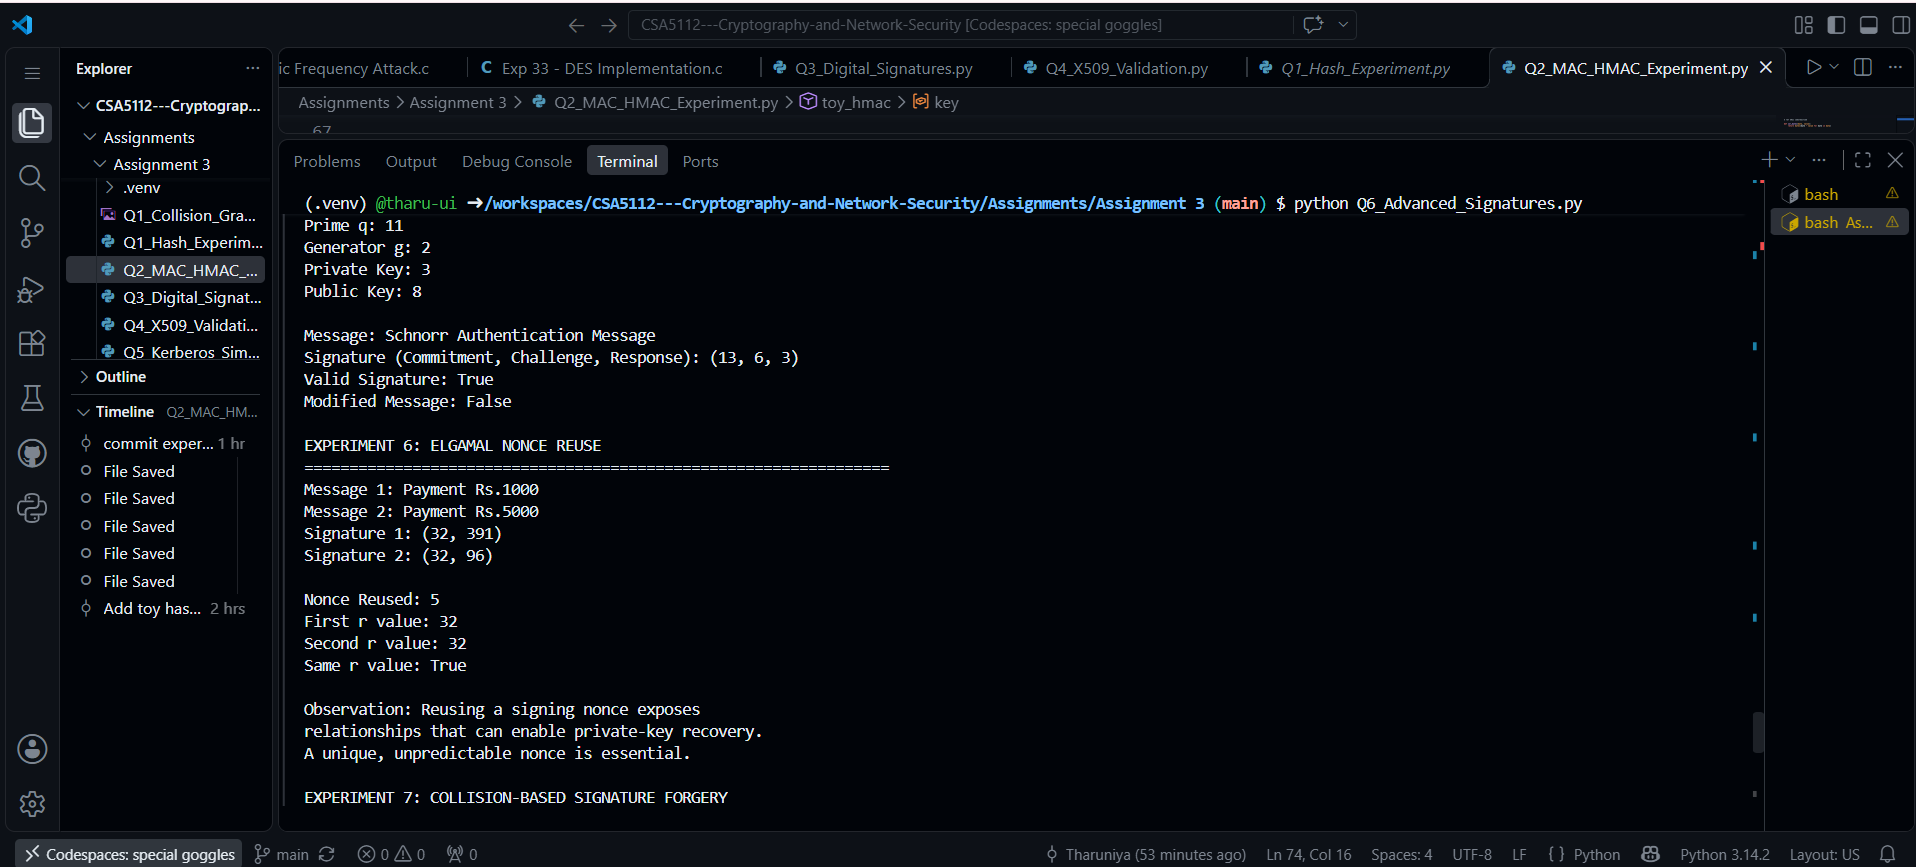 CSA5112---Cryptography-and-Network-Security [Codespaces: special goggles]
Explorer
CSA5112---Cryptograp...
Assignments
Assignment 3
.venv
Q1_Collision_Gra...
Q1_Hash_Experim...
Q2_MAC_HMAC_...
Q3_Digital_Signat...
Q4_X509_Validati...
Q5_Kerberos_Sim...
Outline
Timeline Q2_MAC_HM...
commit exper... 1 hr
File Saved
File Saved
File Saved
File Saved
File Saved
Add toy has... 2 hrs
ic Frequency Attack.c
C Exp 33 - DES Implementation.c
Q3_Digital_Signatures.py
Q4_X509_Validation.py
Q1_Hash_Experiment.py
Q2_MAC_HMAC_Experiment.py
Assignments > Assignment 3 > Q2_MAC_HMAC_Experiment.py > toy_hmac > key
67
Problems Output Debug Console Terminal Ports
(.venv) @tharu-ui ➜/workspaces/CSA5112---Cryptography-and-Network-Security/Assignments/Assignment 3 (main) $ python Q6_Advanced_Signatures.py
Prime q: 11
Generator g: 2
Private Key: 3
Public Key: 8
Message: Schnorr Authentication Message
Signature (Commitment, Challenge, Response): (13, 6, 3)
Valid Signature: True
Modified Message: False
EXPERIMENT 6: ELGAMAL NONCE REUSE
=================================================================
Message 1: Payment Rs.1000
Message 2: Payment Rs.5000
Signature 1: (32, 391)
Signature 2: (32, 96)
Nonce Reused: 5
First r value: 32
Second r value: 32
Same r value: True
Observation: Reusing a signing nonce exposes
relationships that can enable private-key recovery.
A unique, unpredictable nonce is essential.
EXPERIMENT 7: COLLISION-BASED SIGNATURE FORGERY
bash
bash As...
Codespaces: special goggles main 0 0 0 Tharuniya (53 minutes ago) Ln 74, Col 16 Spaces: 4 UTF-8 LF {} Python Python 3.14.2 Layout: US